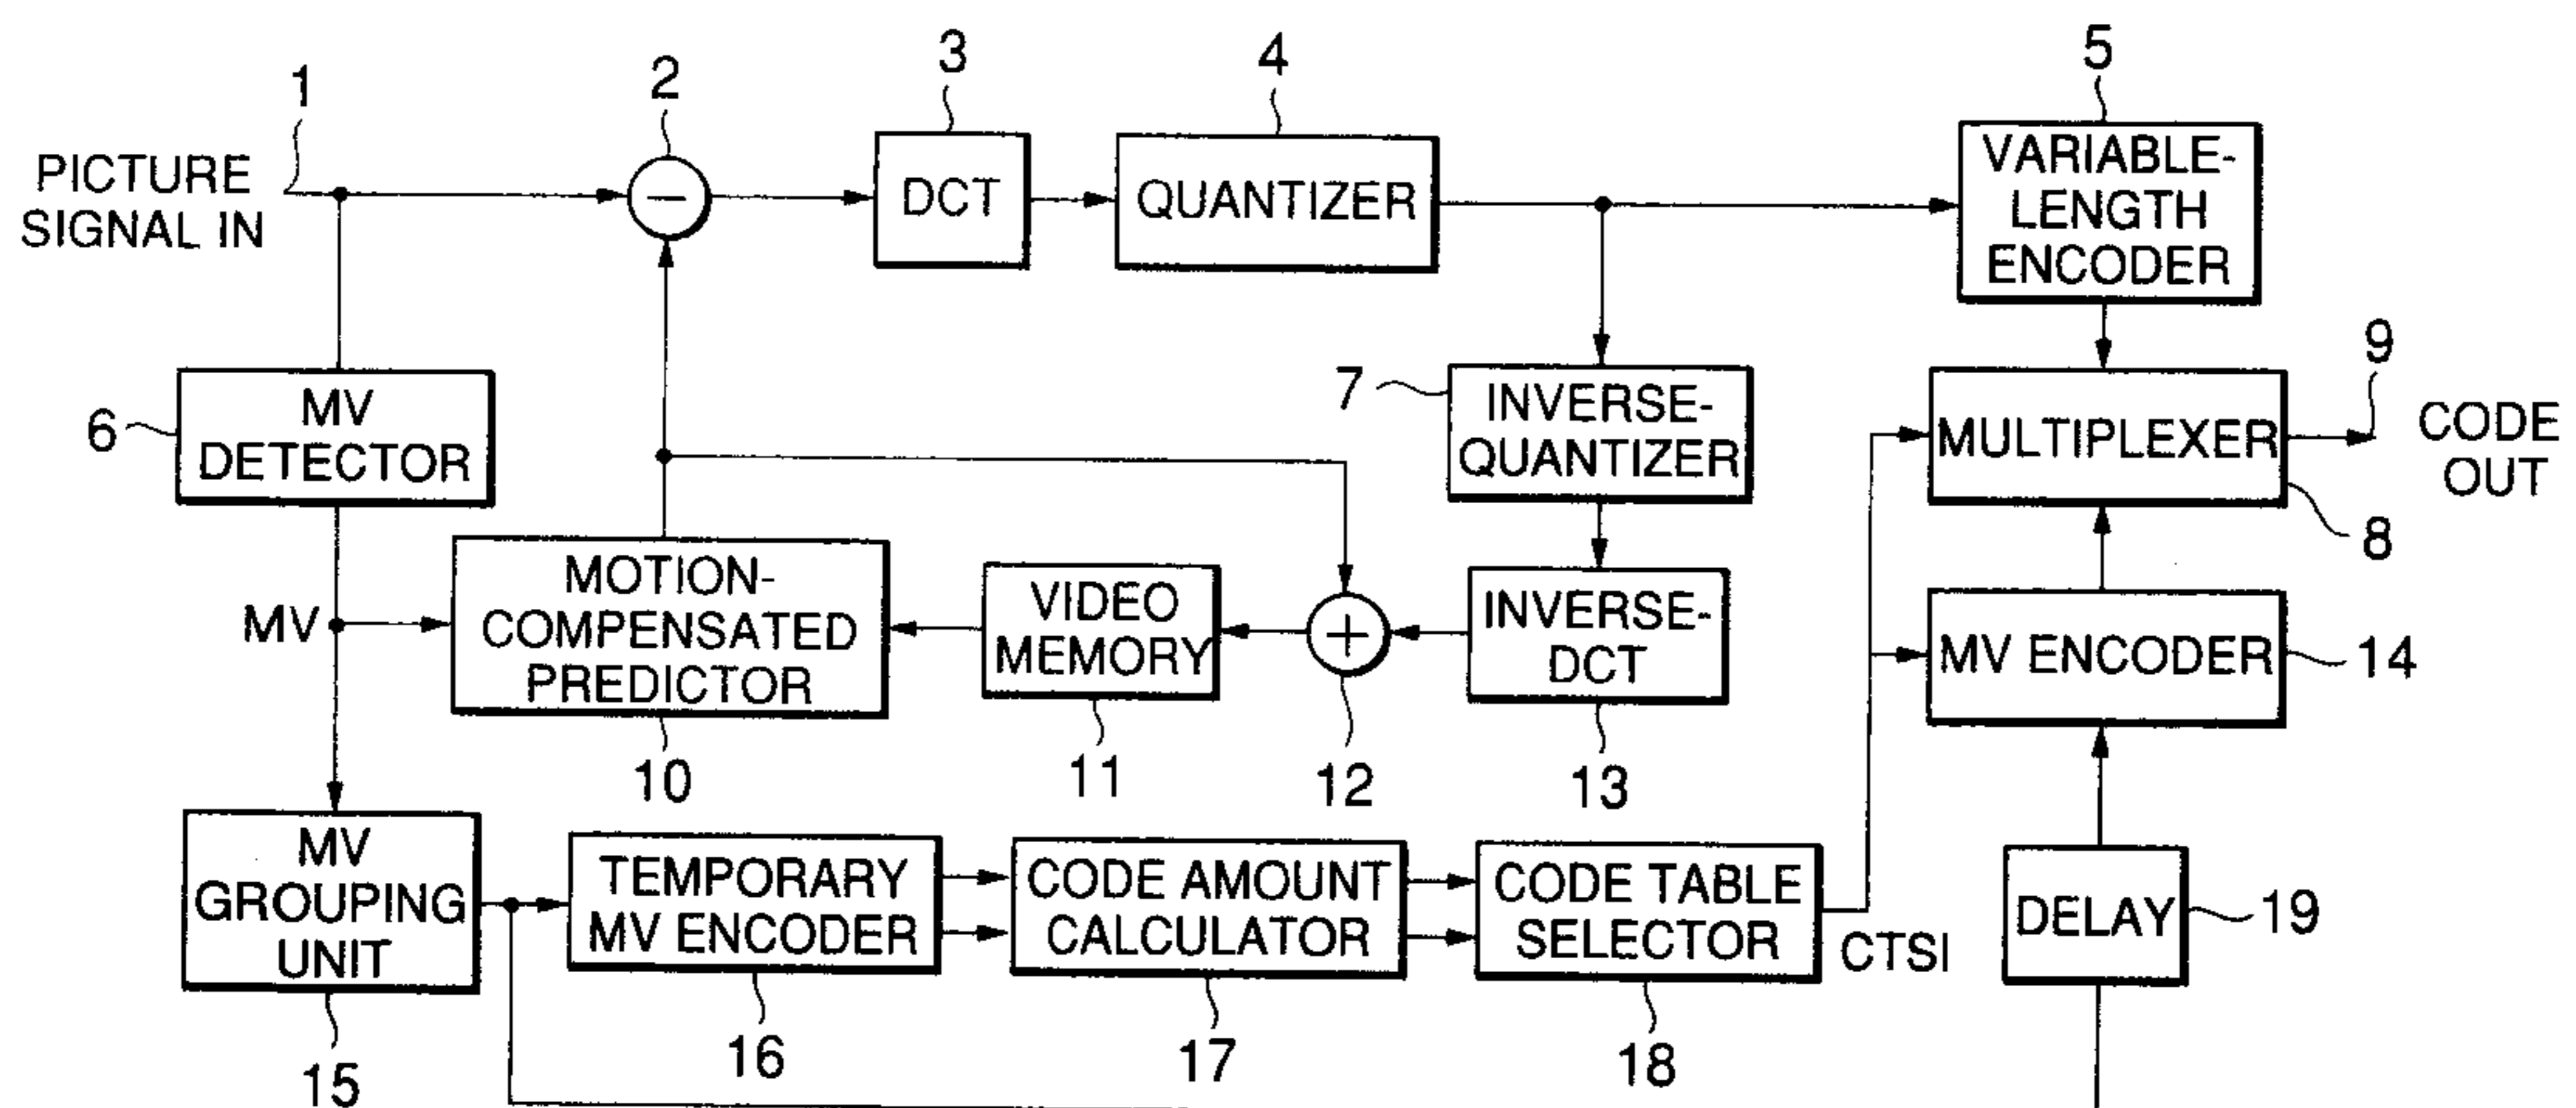 1
2
3
4
5
PICTURE
SIGNAL IN
−
DCT
QUANTIZER
VARIABLE-
LENGTH
ENCODER
6
MV
DETECTOR
7
INVERSE-
QUANTIZER
MULTIPLEXER
9
CODE
OUT
8
MV
MOTION-
COMPENSATED
PREDICTOR
10
VIDEO
MEMORY
11
+
12
INVERSE-
DCT
13
MV ENCODER
14
MV
GROUPING
UNIT
15
TEMPORARY
MV ENCODER
16
CODE AMOUNT
CALCULATOR
17
CODE TABLE
SELECTOR
18
CTSI
DELAY
19